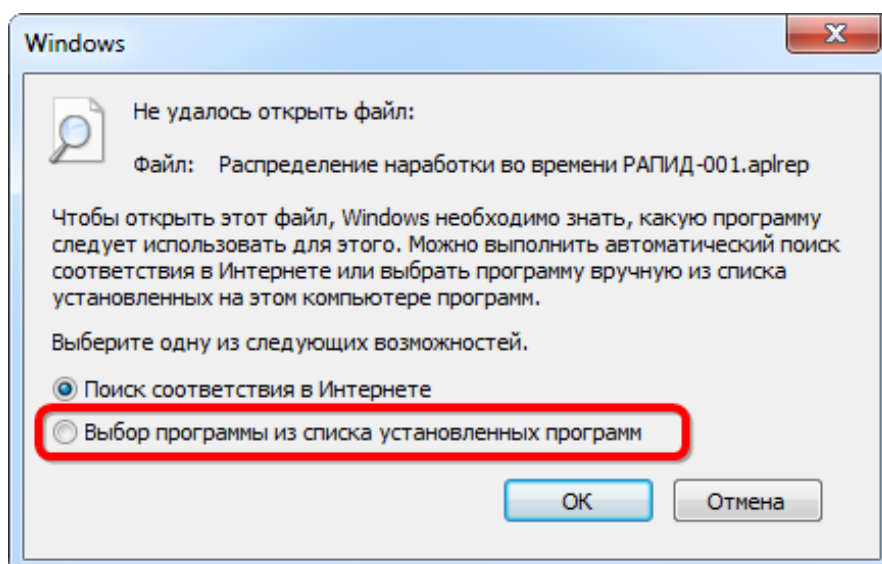 Windows
Не удалось открыть файл:
Файл: Распределение наработки во времени РАПИД-001.aplrep
Чтобы открыть этот файл, Windows необходимо знать, какую программу
следует использовать для этого. Можно выполнить автоматический поиск
соответствия в Интернете или выбрать программу вручную из списка
установленных на этом компьютере программ.
Выберите одну из следующих возможностей.
Поиск соответствия в Интернете
Выбор программы из списка установленных программ
ОК
Отмена